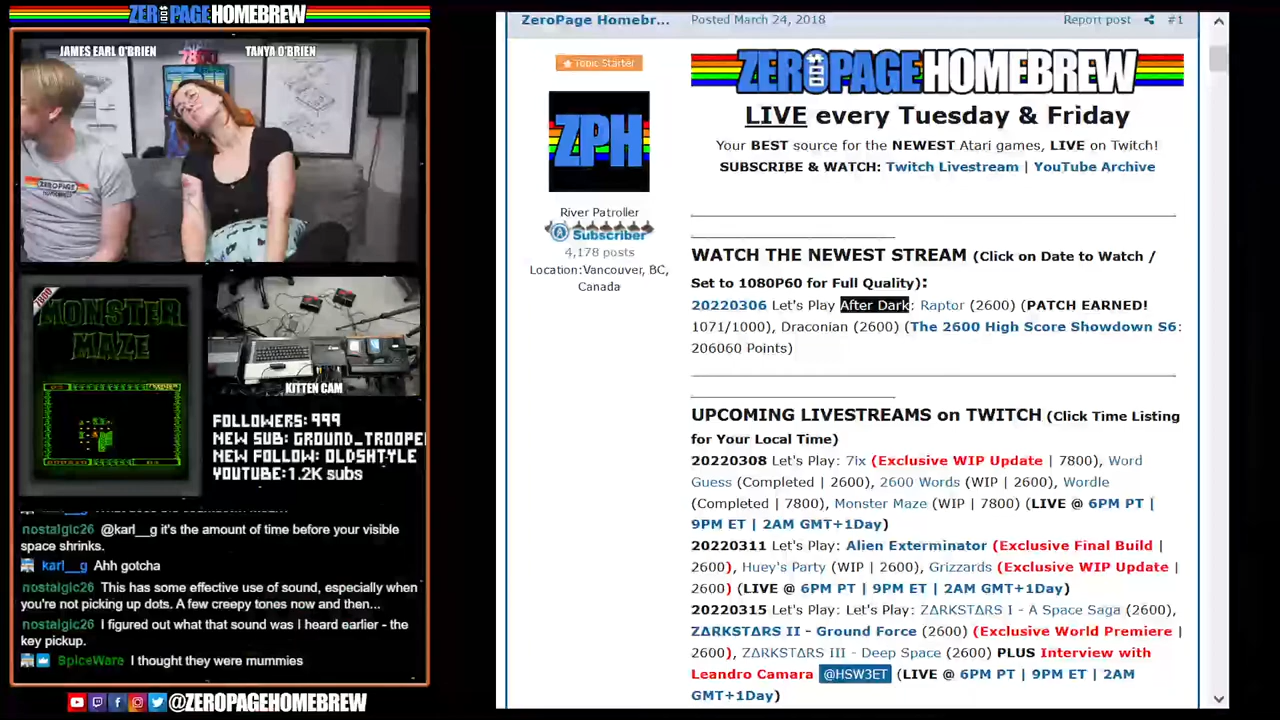 ZEROPAGE HOMEBREW
JAMES EARL O'BRIEN
TANYA O'BRIEN
7800
MONSTER
MAZE
KITTEN CAM
FOLLOWERS: 999
NEW SUB: GROUND_TROOPER
NEW FOLLOW: OLDSHTYLE
YOUTUBE: 1.2K subs
nostalgic26 @karl__g it's the amount of time before your visible
space shrinks.
karl__g Ahh gotcha
nostalgic26 This has some effective use of sound, especially when
you're not picking up dots. A few creepy tones now and then...
nostalgic26 I figured out what that sound was I heard earlier - the
key pickup.
SpiceWare I thought they were mummies
@ZEROPAGEHOMEBREW
ZeroPage Homebr...
Posted March 24, 2018
Report post
#1
Topic Starter
ZPH
River Patroller
Subscriber
4,178 posts
Location:Vancouver, BC,
Canada
ZEROPAGEHOMEBREW
LIVE every Tuesday & Friday
Your BEST source for the NEWEST Atari games, LIVE on Twitch!
SUBSCRIBE & WATCH: Twitch Livestream | YouTube Archive
WATCH THE NEWEST STREAM (Click on Date to Watch /
Set to 1080P60 for Full Quality):
20220306 Let's Play After Dark: Raptor (2600) (PATCH EARNED!
1071/1000), Draconian (2600) (The 2600 High Score Showdown S6:
206060 Points)
UPCOMING LIVESTREAMS on TWITCH (Click Time Listing
for Your Local Time)
20220308 Let's Play: 7ix (Exclusive WIP Update | 7800), Word
Guess (Completed | 2600), 2600 Words (WIP | 2600), Wordle
(Completed | 7800), Monster Maze (WIP | 7800) (LIVE @ 6PM PT |
9PM ET | 2AM GMT+1Day)
20220311 Let's Play: Alien Exterminator (Exclusive Final Build |
2600), Huey's Party (WIP | 2600), Grizzards (Exclusive WIP Update |
2600) (LIVE @ 6PM PT | 9PM ET | 2AM GMT+1Day)
20220315 Let's Play: Let's Play: ZΔRKSTΔRS I - A Space Saga (2600),
ZΔRKSTΔRS II - Ground Force (2600) (Exclusive World Premiere |
2600), ZΔRKSTΔRS III - Deep Space (2600) PLUS Interview with
Leandro Camara @HSW3ET (LIVE @ 6PM PT | 9PM ET | 2AM
GMT+1Day)